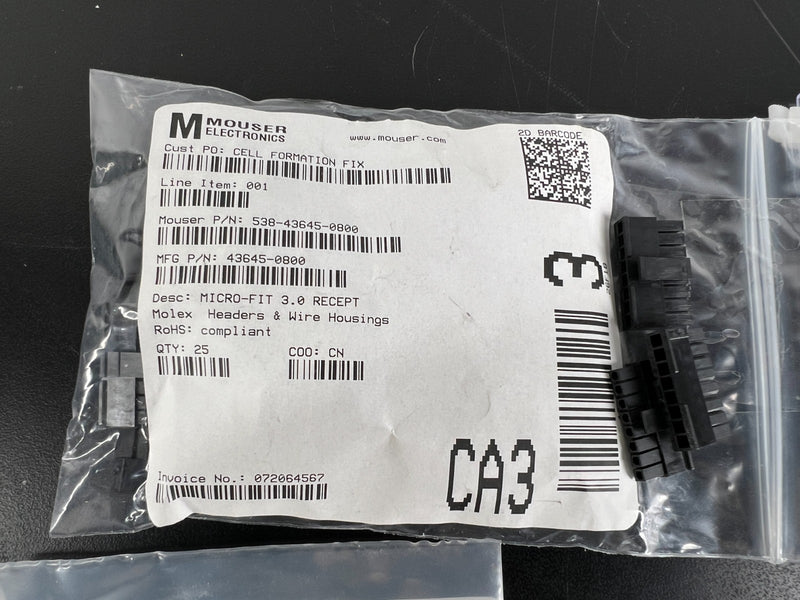 M MOUSER
ELECTRONICS
www.mouser.com
2D BARCODE
Cust PO: CELL FORMATION FIX
Line Item: 001
Mouser P/N: 538-43645-0800
MFG P/N: 43645-0800
Desc: MICRO-FIT 3.0 RECEPT
Molex Headers & Wire Housings
RoHS: compliant
QTY: 25
COO: CN
3
Invoice No.: 072064567
CA3